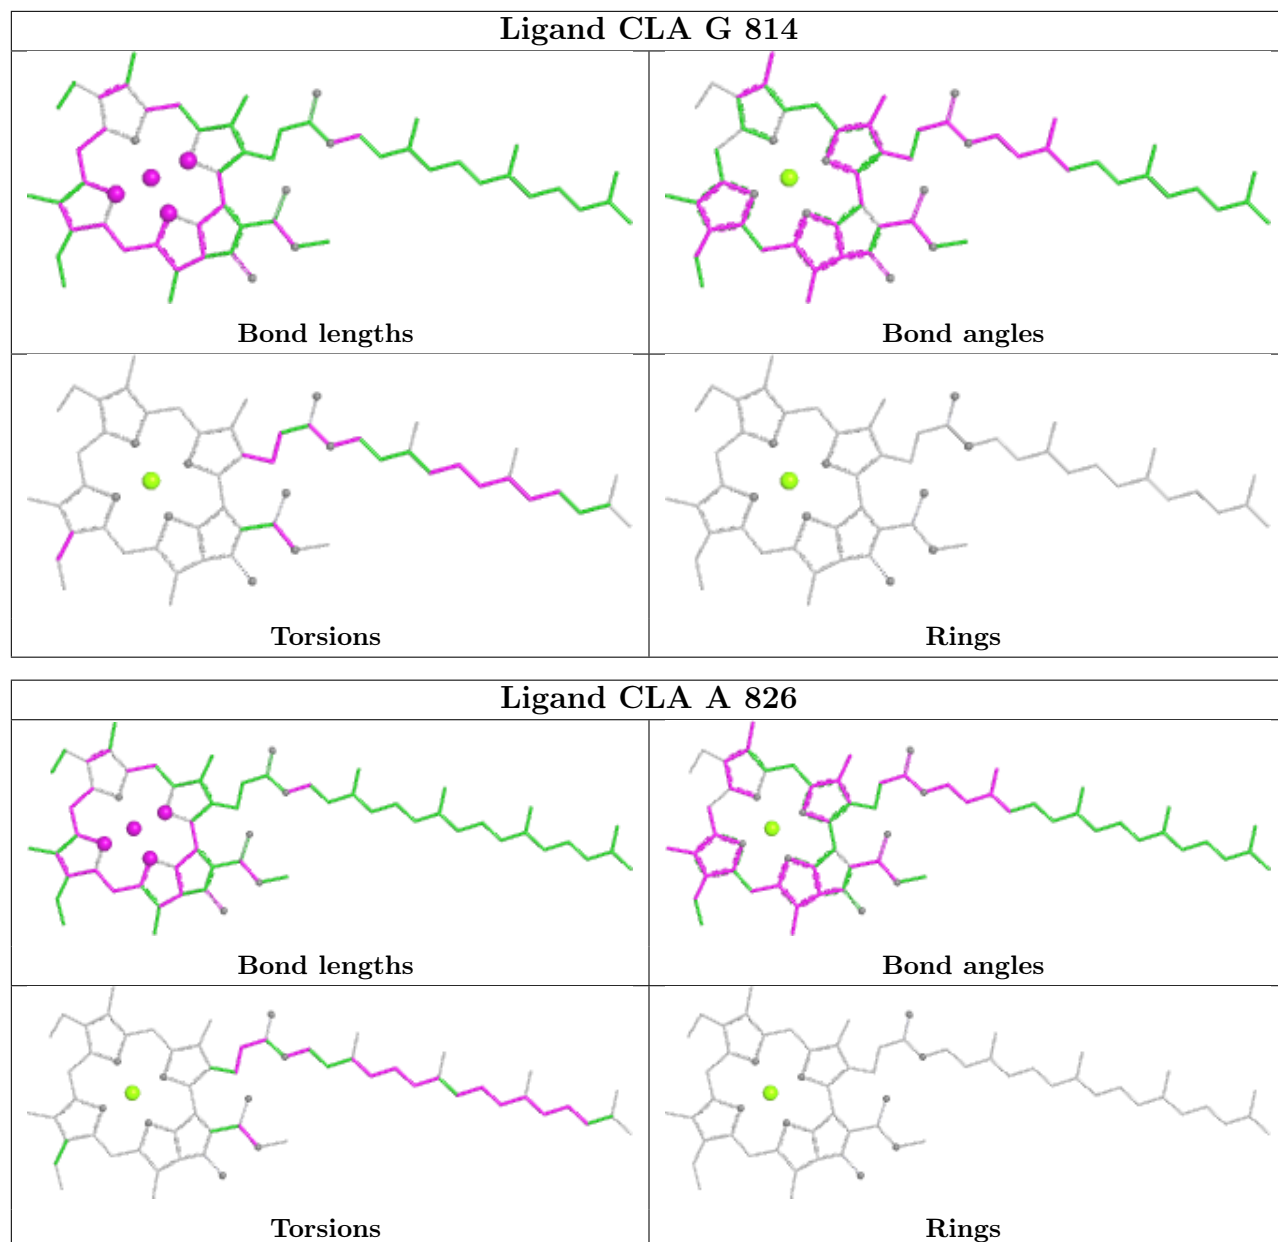 Ligand CLA G 814
Bond lengths
Bond angles
Torsions
Rings
Ligand CLA A 826
Bond lengths
Bond angles
Torsions
Rings